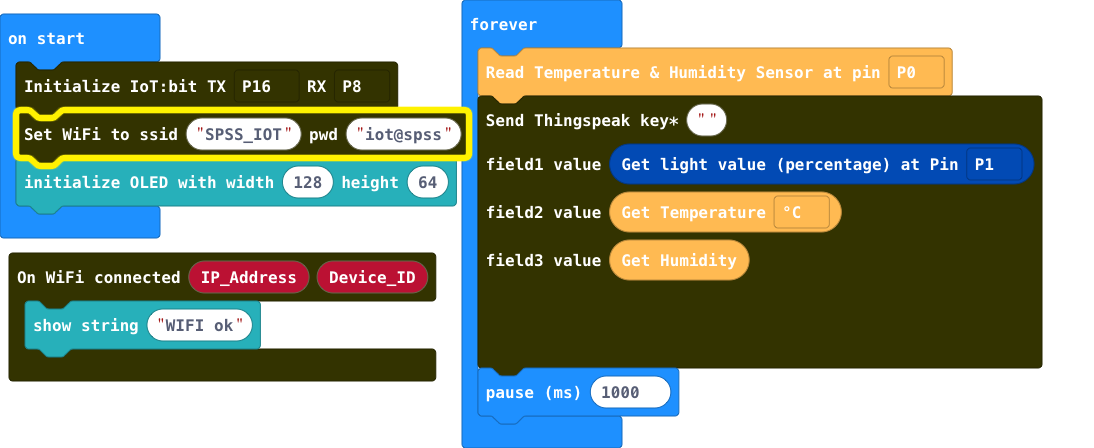 on start
Initialize IoT:bit TX P16 RX P8
Set WiFi to ssid "SPSS_IOT" pwd "iot@spss"
initialize OLED with width 128 height 64
On WiFi connected IP_Address Device_ID
show string "WIFI ok"
forever
Read Temperature & Humidity Sensor at pin P0
Send Thingspeak key* " "
field1 value Get light value (percentage) at Pin P1
field2 value Get Temperature °C
field3 value Get Humidity
pause (ms) 1000